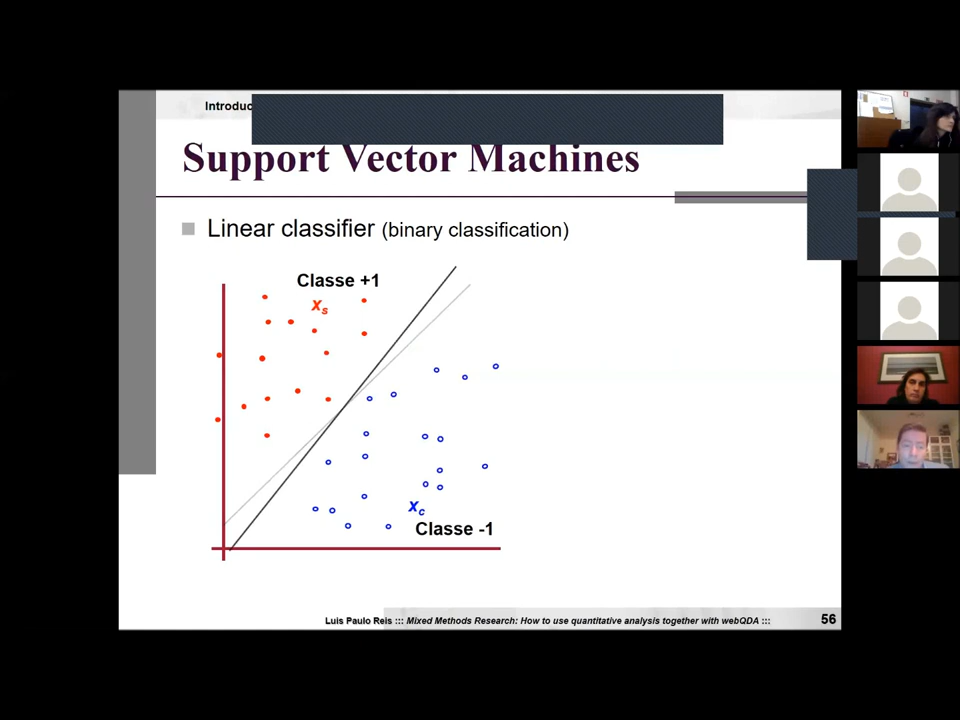 Support Vector Machines
Linear classifier (binary classification)
Classe +1
xs
xc
Classe -1
Luis Paulo Reis ::: Mixed Methods Research: How to use quantitative analysis together with webQDA :::
56